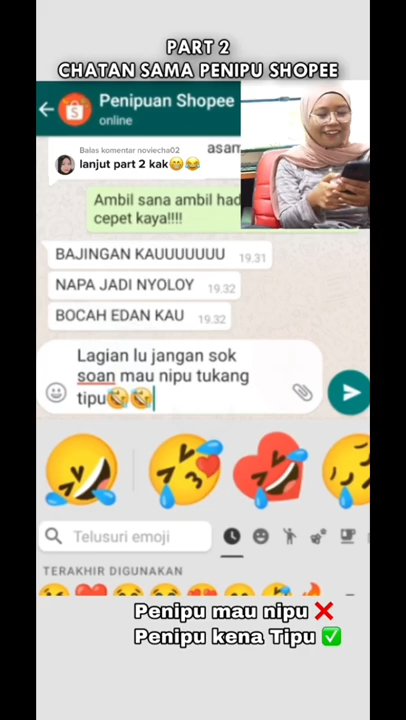 PART 2
CHATAN SAMA PENIPU SHOPEE
Penipuan Shopee
online
asam
Balas komentar noviecha02
lanjut part 2 kak😁😂
Ambil sana ambil had
cepet kaya!!!!
BAJINGAN KAUUUUUUU 19.31
NAPA JADI NYOLOY 19.32
BOCAH EDAN KAU 19.32
Lagian lu jangan sok
soan mau nipu tukang
tipu🤣🤣
Telusuri emoji
TERAKHIR DIGUNAKAN
Penipu mau nipu ❌
Penipu kena Tipu ✅